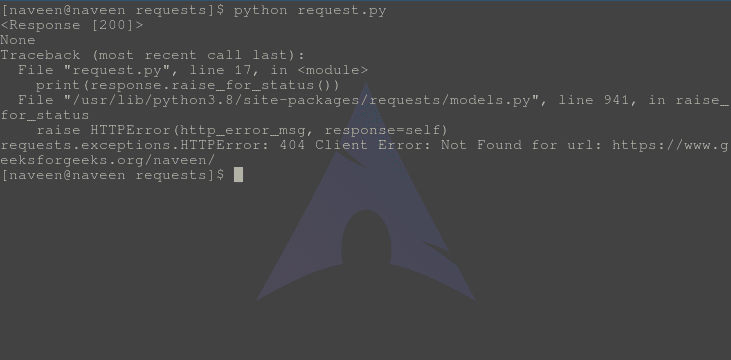 [naveen@naveen requests]$ python request.py
<Response [200]>
None
Traceback (most recent call last):
  File "request.py", line 17, in <module>
    print(response.raise_for_status())
  File "/usr/lib/python3.8/site-packages/requests/models.py", line 941, in raise_
for_status
    raise HTTPError(http_error_msg, response=self)
requests.exceptions.HTTPError: 404 Client Error: Not Found for url: https://www.g
eeksforgeeks.org/naveen/
[naveen@naveen requests]$